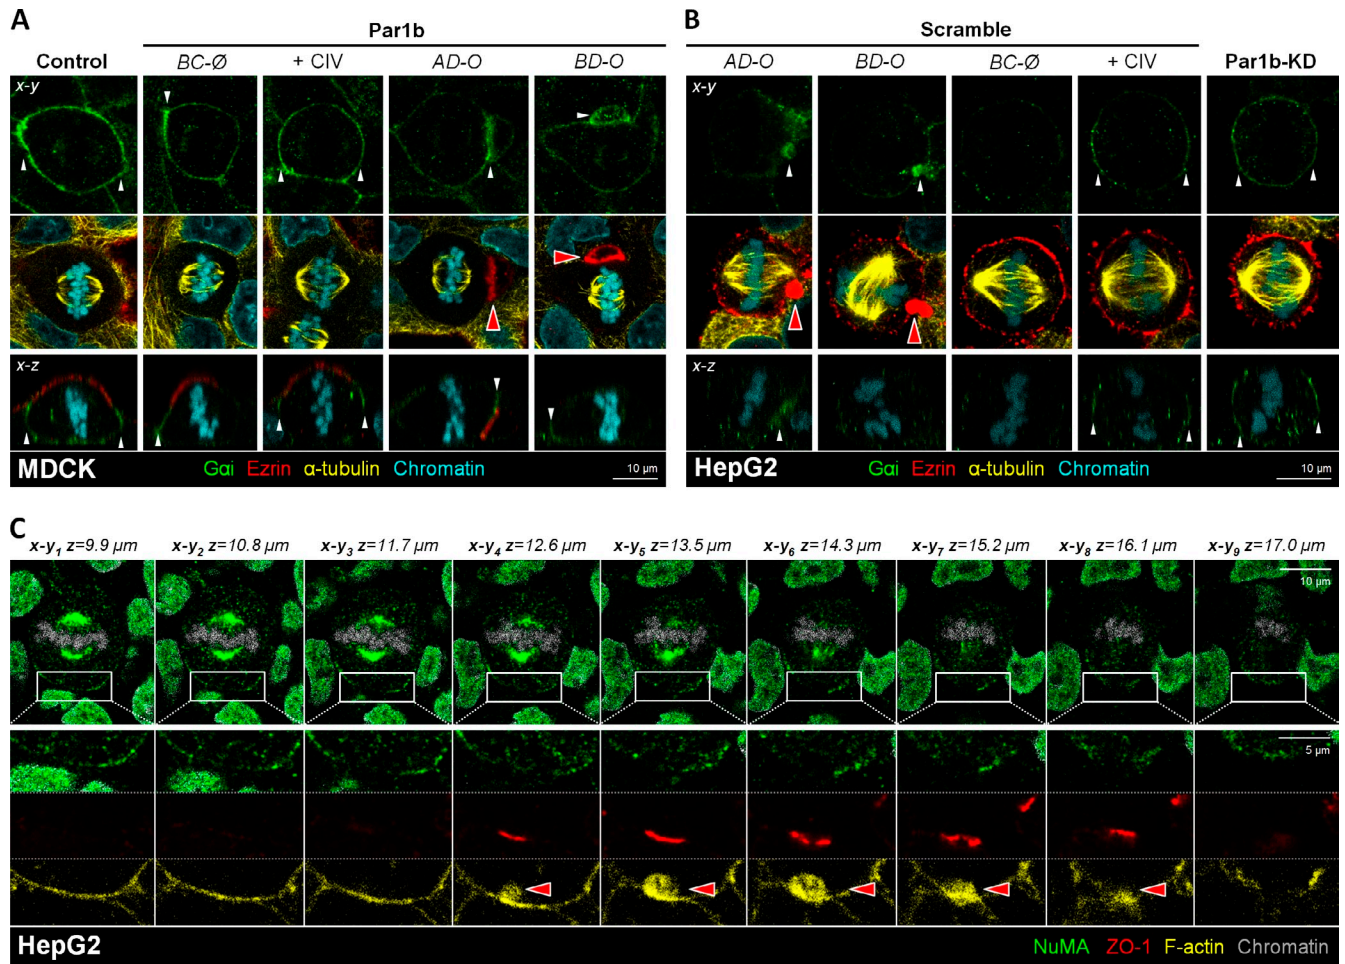 A
Par1b
Control
BC-Ø
+ CIV
AD-O
BD-O
x-y
x-z
MDCK
Gαi Ezrin α-tubulin Chromatin
10 µm
B
Scramble
AD-O
BD-O
BC-Ø
+ CIV
Par1b-KD
x-y
x-z
HepG2
Gαi Ezrin α-tubulin Chromatin
10 µm
C
x-y1 z=9.9 µm
x-y2 z=10.8 µm
x-y3 z=11.7 µm
x-y4 z=12.6 µm
x-y5 z=13.5 µm
x-y6 z=14.3 µm
x-y7 z=15.2 µm
x-y8 z=16.1 µm
x-y9 z=17.0 µm
10 µm
5 µm
HepG2
NuMA ZO-1 F-actin Chromatin